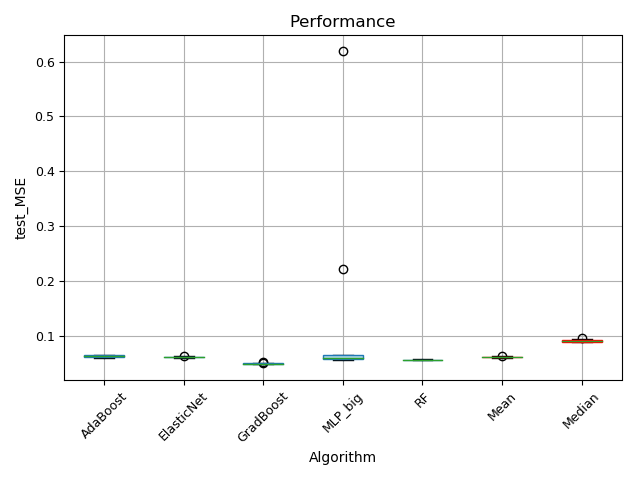 Performance
test_MSE
0.6
0.5
0.4
0.3
0.2
0.1
AdaBoost
ElasticNet
GradBoost
MLP_big
RF
Mean
Median
Algorithm